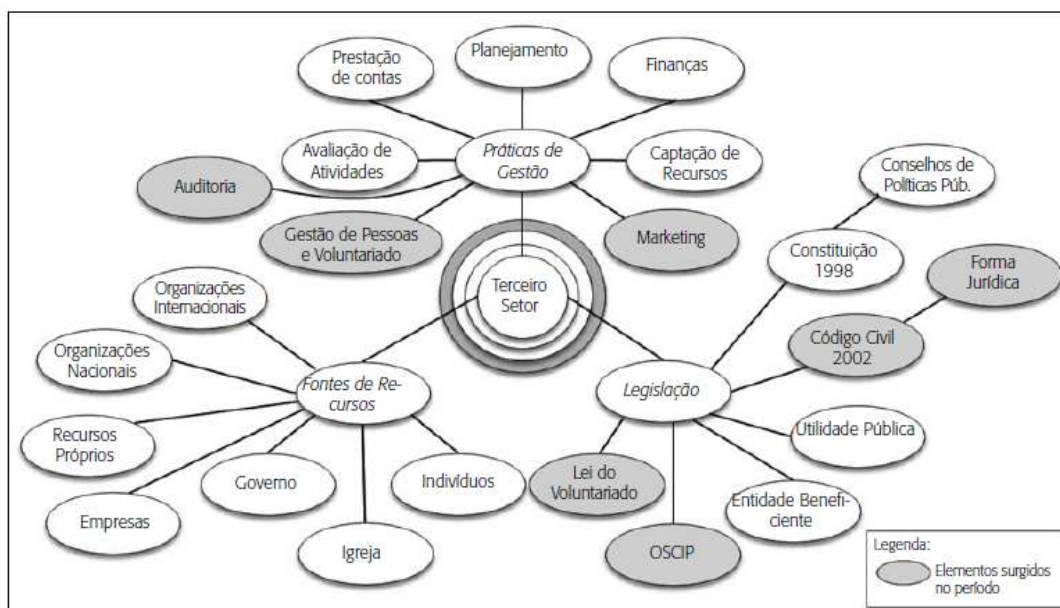 Planejamento
Prestação
de contas
Finanças
Avaliação de
Atividades
Práticas de
Gestão
Captação de
Recursos
Auditoria
Gestão de Pessoas
e Voluntariado
Marketing
Conselhos de
Políticas Púb.
Constituição
1998
Forma
Jurídica
Terceiro
Setor
Organizações
Internacionais
Organizações
Nacionais
Código Civil
2002
Fontes de Re-
cursos
Legislação
Recursos
Próprios
Utilidade Pública
Empresas
Governo
Igreja
Indivíduos
Lei do
Voluntariado
OSCIP
Entidade Benefi-
ciente
Legenda:
Elementos surgidos
no período